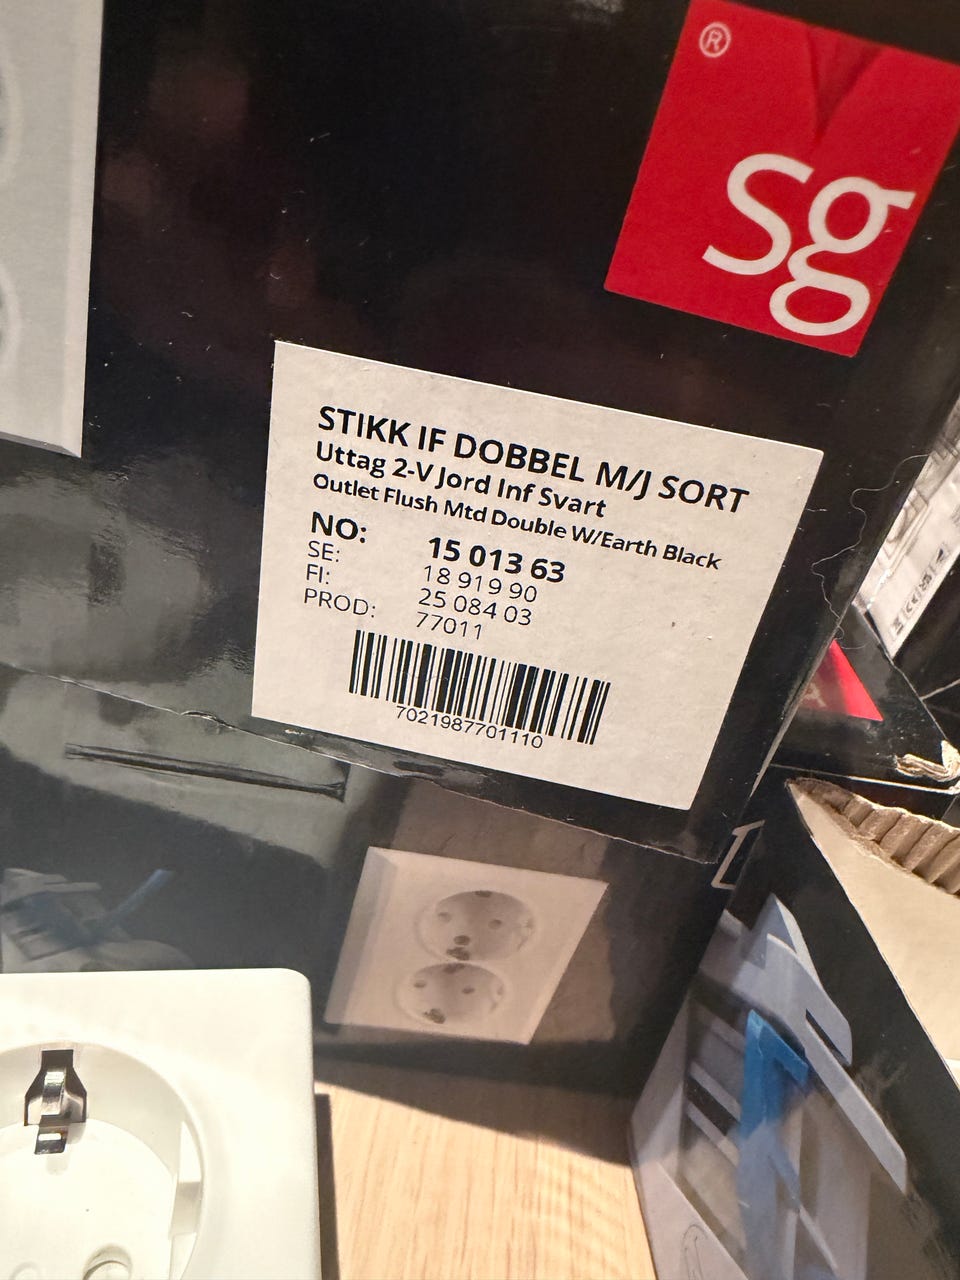 ®
sg
STIKK IF DOBBEL M/J SORT
Uttag 2-V Jord Inf Svart
Outlet Flush Mtd Double W/Earth Black
NO: 15 013 63
SE: 18 919 90
FI: 25 084 03
PROD: 77011
7021987701110
A